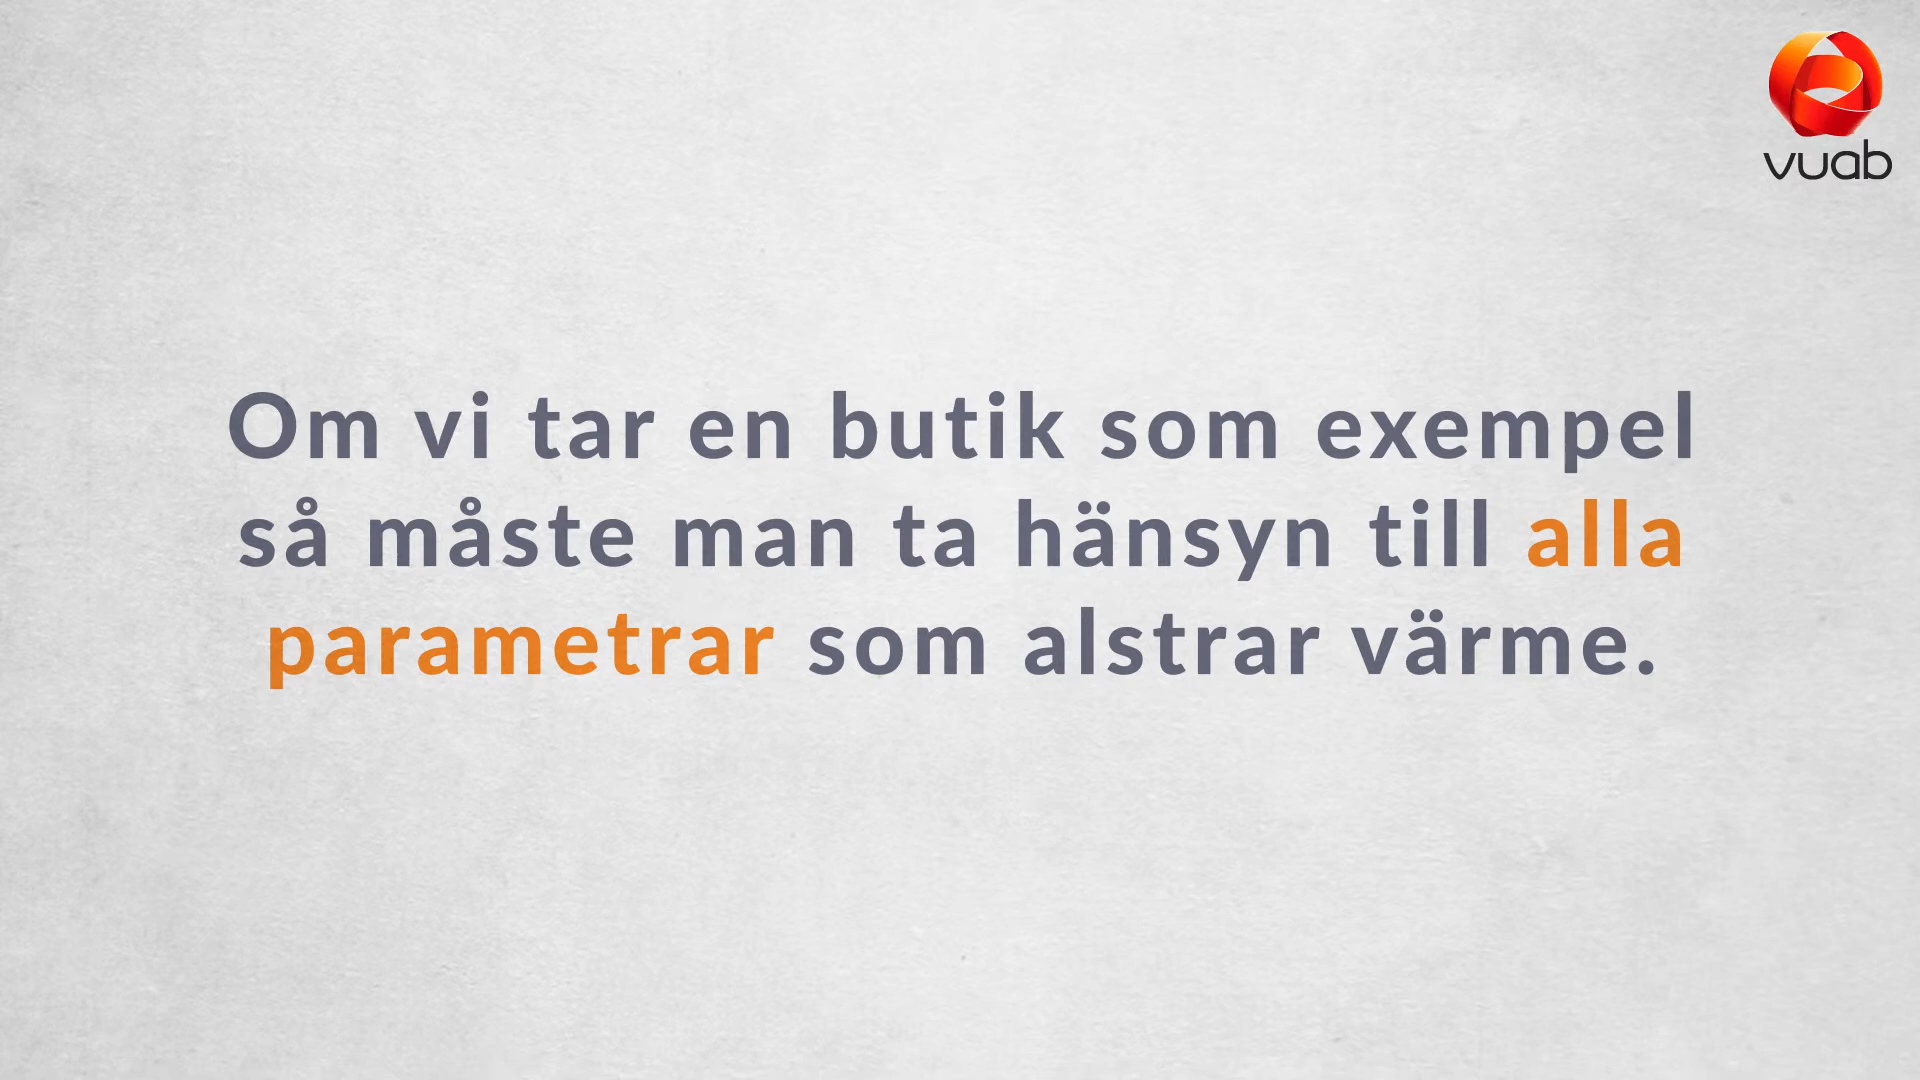 vuab
Om vi tar en butik som exempel
så måste man ta hänsyn till alla
parametrar som alstrar värme.